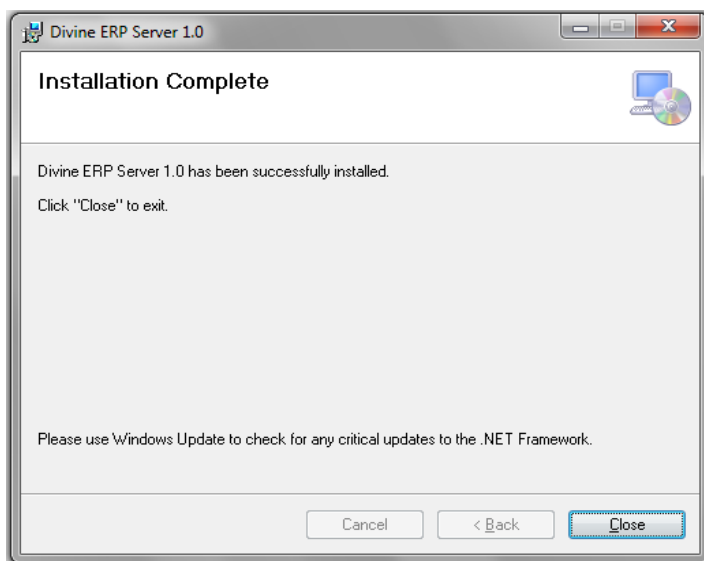 Divine ERP Server 1.0
Installation Complete
Divine ERP Server 1.0 has been successfully installed.
Click "Close" to exit.
Please use Windows Update to check for any critical updates to the .NET Framework.
Cancel
< Back
Close